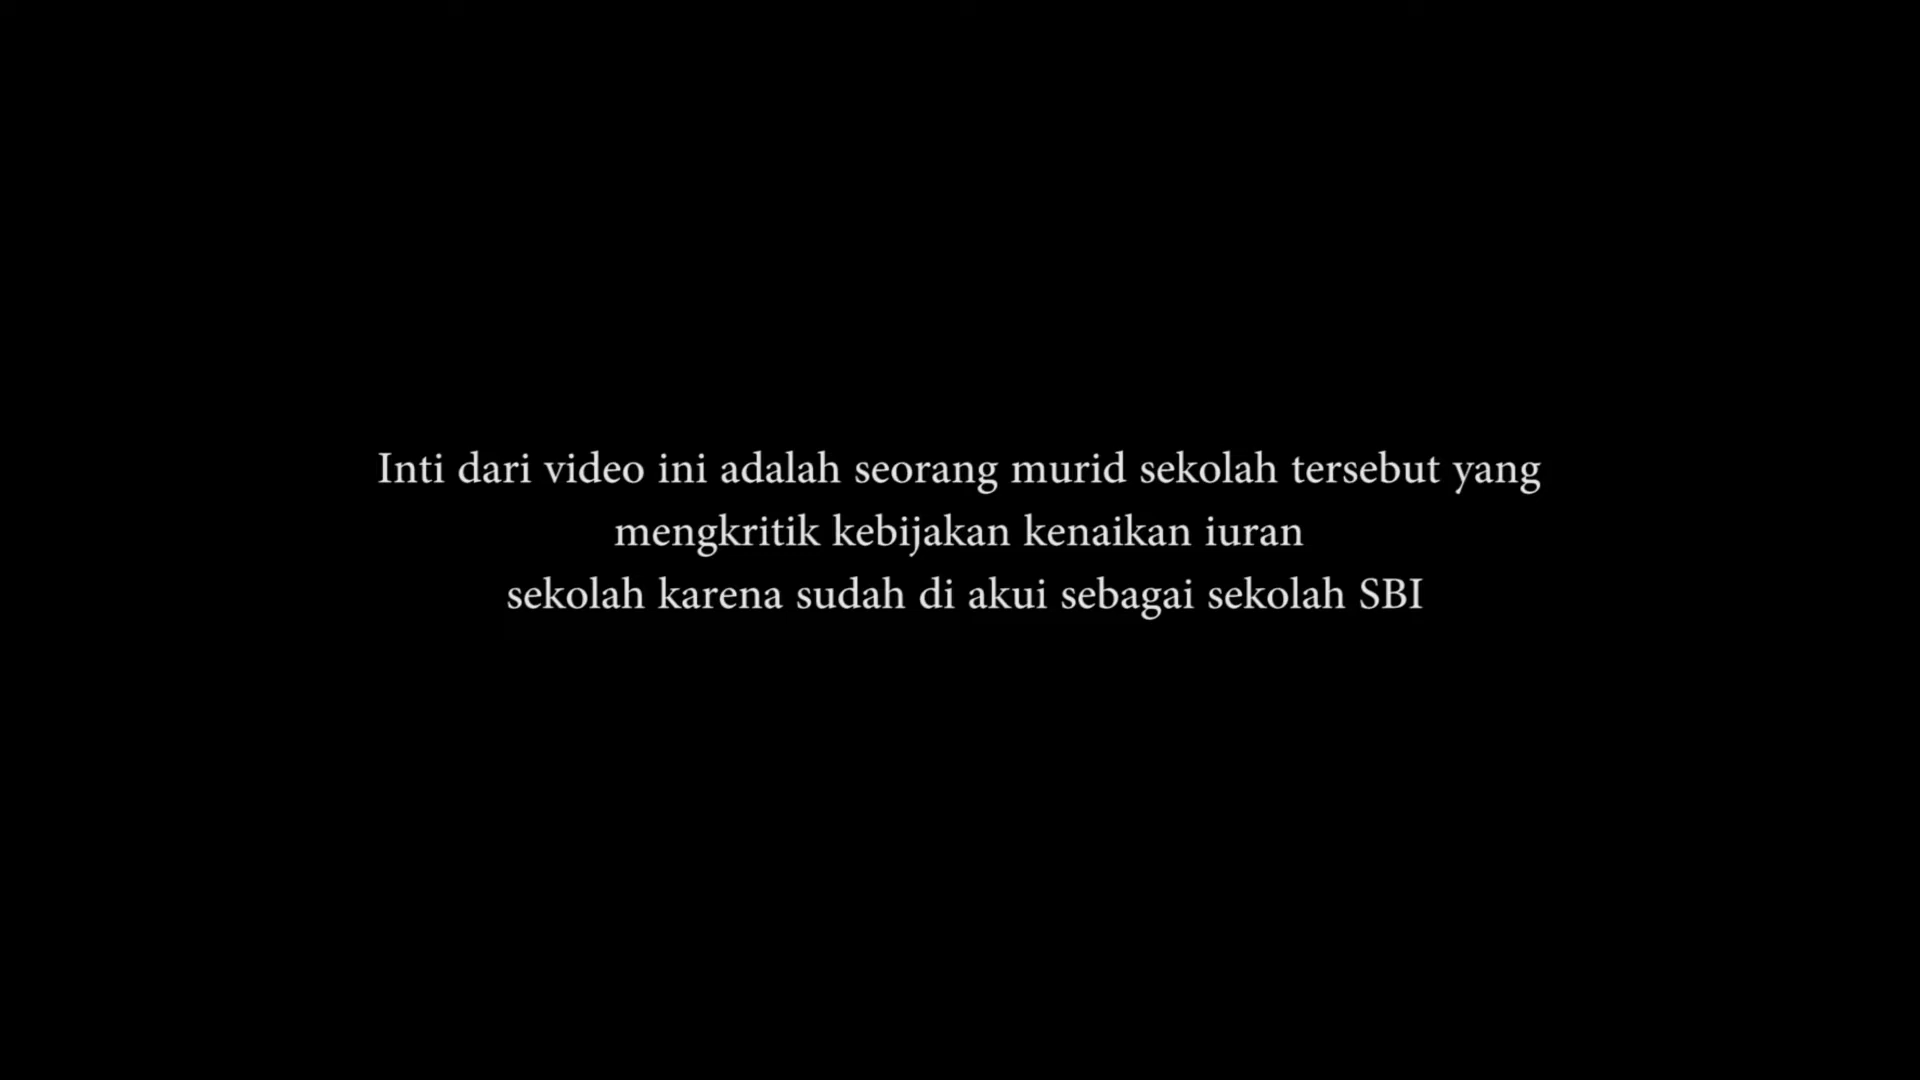 Inti dari video ini adalah seorang murid sekolah tersebut yang
mengkritik kebijakan kenaikan iuran
sekolah karena sudah di akui sebagai sekolah SBI